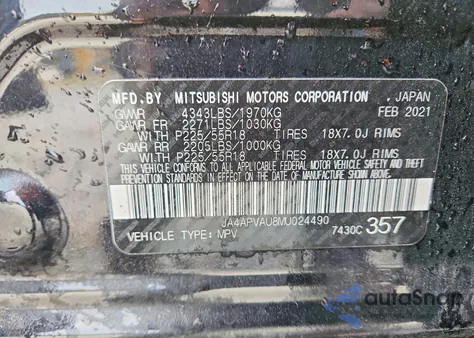 MFD.BY MITSUBISHI MOTORS CORPORATION, JAPAN
GVWR 4343LBS/1970KG FEB 2021
GAWR FR 2271LBS/1030KG
WITH P225/55R18 TIRES 18X7.0J RIMS
GAWR RR 2205LBS/1000KG
WITH P225/55R18 TIRES 18X7.0J RIMS
THIS VEHICLE CONFORMS TO ALL APPLICABLE FEDERAL MOTOR VEHICLE SAFETY,
BUMPER, AND THEFT PREVENTION STANDARDS IN EFFECT ON THE DATE OF MANUFACTURE
SHOWN ABOVE.
JA4APVAU8MU024490
VEHICLE TYPE: MPV 7430C 357
autoSnap